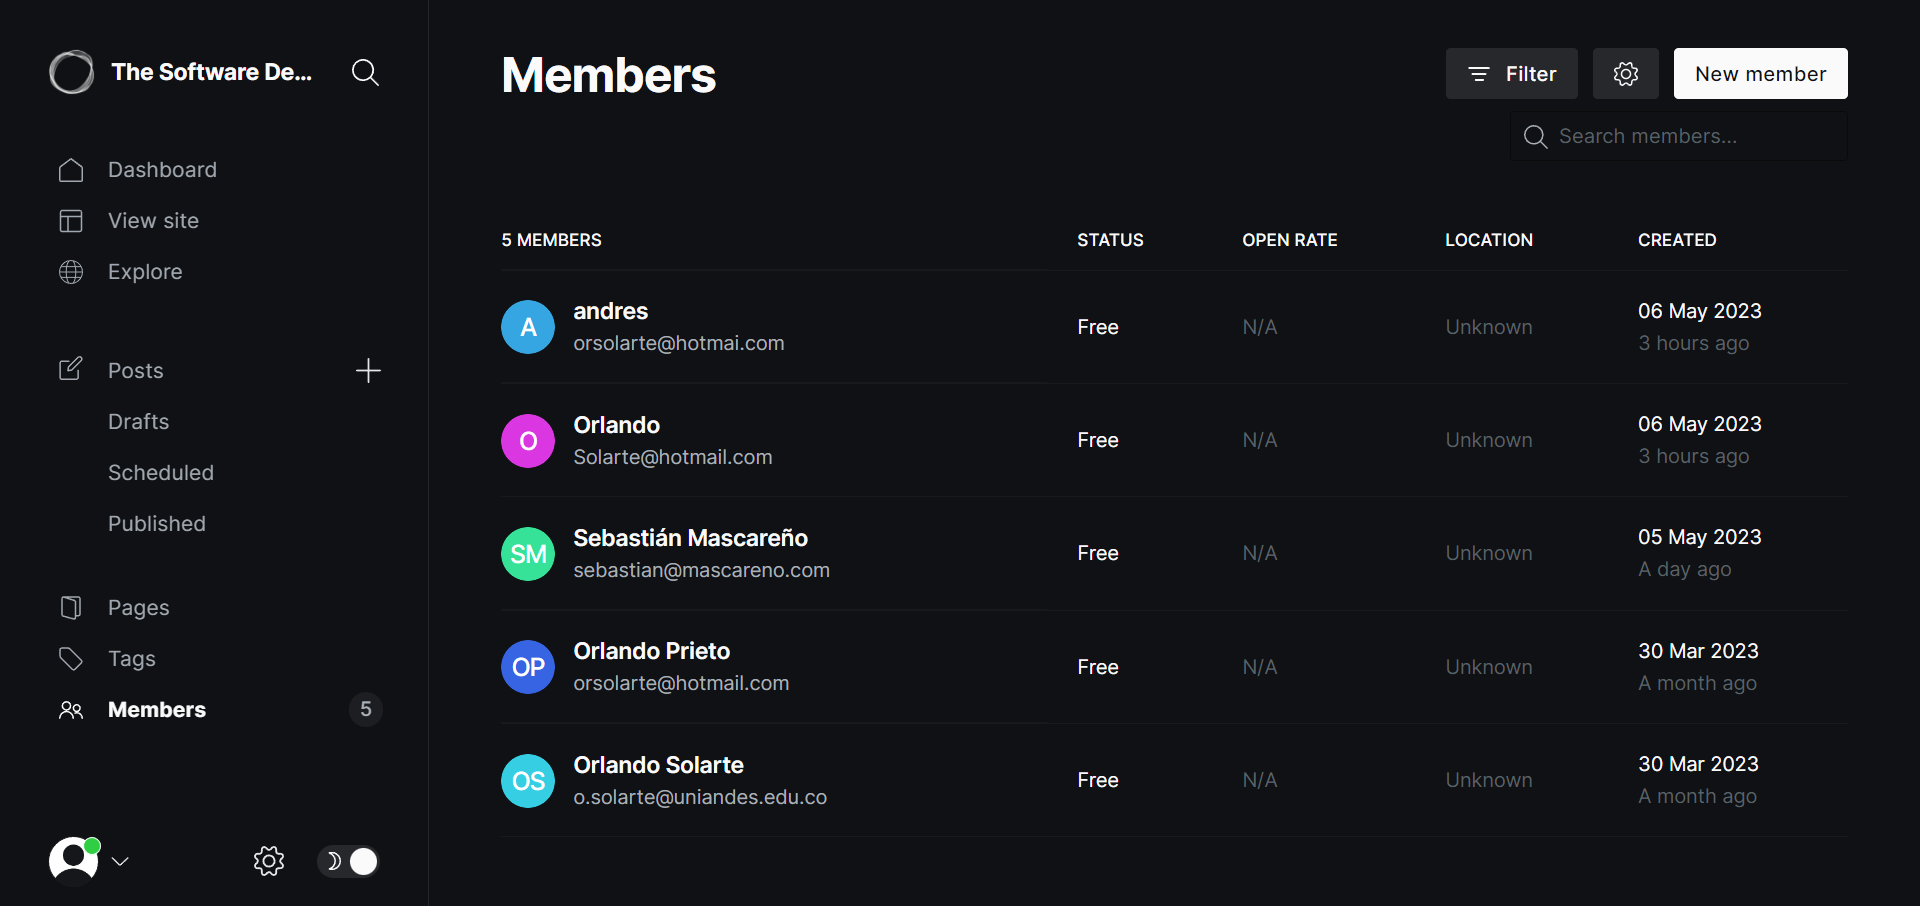 The Software De...
Dashboard
View site
Explore
Posts
Drafts
Scheduled
Published
Pages
Tags
Members
5
Members
Filter
New member
Search members...
5 MEMBERS STATUS OPEN RATE LOCATION CREATED
A
andres
orsolarte@hotmai.com
Free
N/A
Unknown
06 May 2023
3 hours ago
O
Orlando
Solarte@hotmail.com
Free
N/A
Unknown
06 May 2023
3 hours ago
SM
Sebastián Mascareño
sebastian@mascareno.com
Free
N/A
Unknown
05 May 2023
A day ago
OP
Orlando Prieto
orsolarte@hotmail.com
Free
N/A
Unknown
30 Mar 2023
A month ago
OS
Orlando Solarte
o.solarte@uniandes.edu.co
Free
N/A
Unknown
30 Mar 2023
A month ago